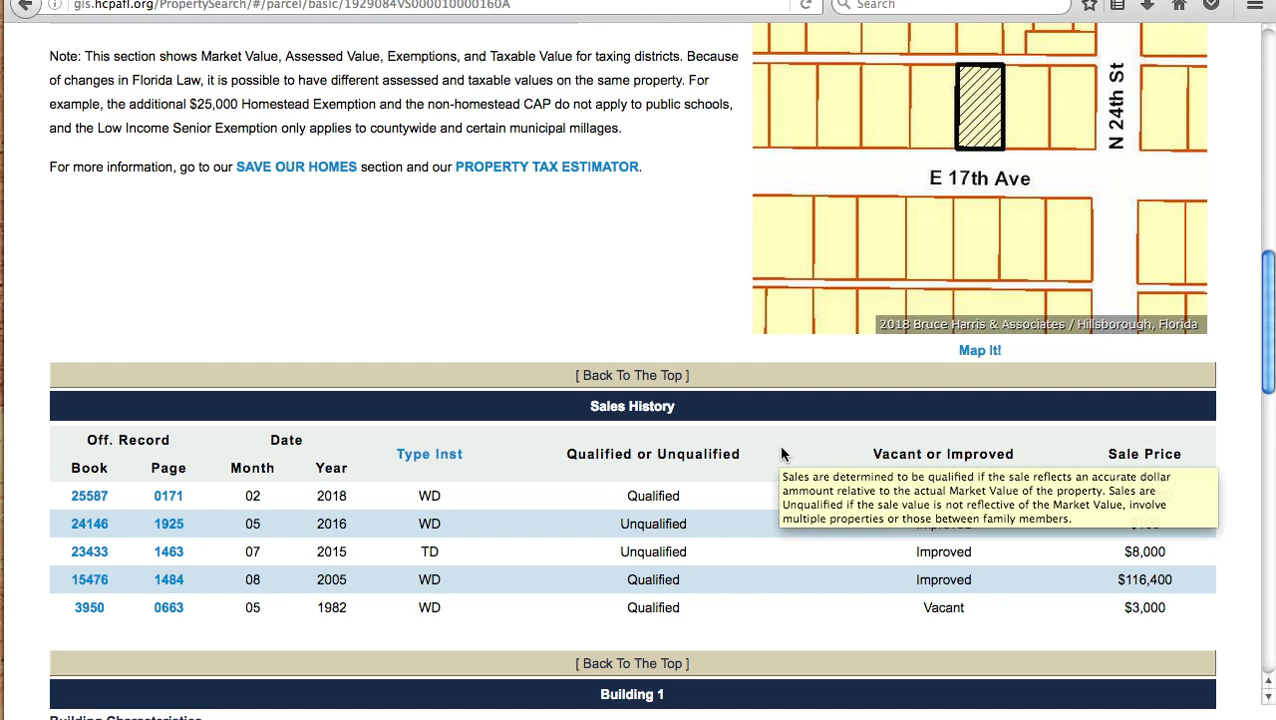 gis.hcpafl.org/PropertySearch/#/parcel/basic/1929084VS000010000160A
Search
Note: This section shows Market Value, Assessed Value, Exemptions, and Taxable Value for taxing districts. Because
of changes in Florida Law, it is possible to have different assessed and taxable values on the same property. For
example, the additional $25,000 Homestead Exemption and the non-homestead CAP do not apply to public schools,
and the Low Income Senior Exemption only applies to countywide and certain municipal millages.
For more information, go to our SAVE OUR HOMES section and our PROPERTY TAX ESTIMATOR.
N 24th St
E 17th Ave
2018 Bruce Harris & Associates / Hillsborough, Florida
Map It!
[ Back To The Top ]
Sales History
Off. Record Date
Type Inst Qualified or Unqualified Vacant or Improved Sale Price
Book Page Month Year
Sales are determined to be qualified if the sale reflects an accurate dollar
ammount relative to the actual Market Value of the property. Sales are
Unqualified if the sale value is not reflective of the Market Value, involve
multiple properties or those between family members.
25587 0171 02 2018 WD Qualified
24146 1925 05 2016 WD Unqualified Improved $100
23433 1463 07 2015 TD Unqualified Improved $8,000
15476 1484 08 2005 WD Qualified Improved $116,400
3950 0663 05 1982 WD Qualified Vacant $3,000
[ Back To The Top ]
Building 1
Building Characteristics